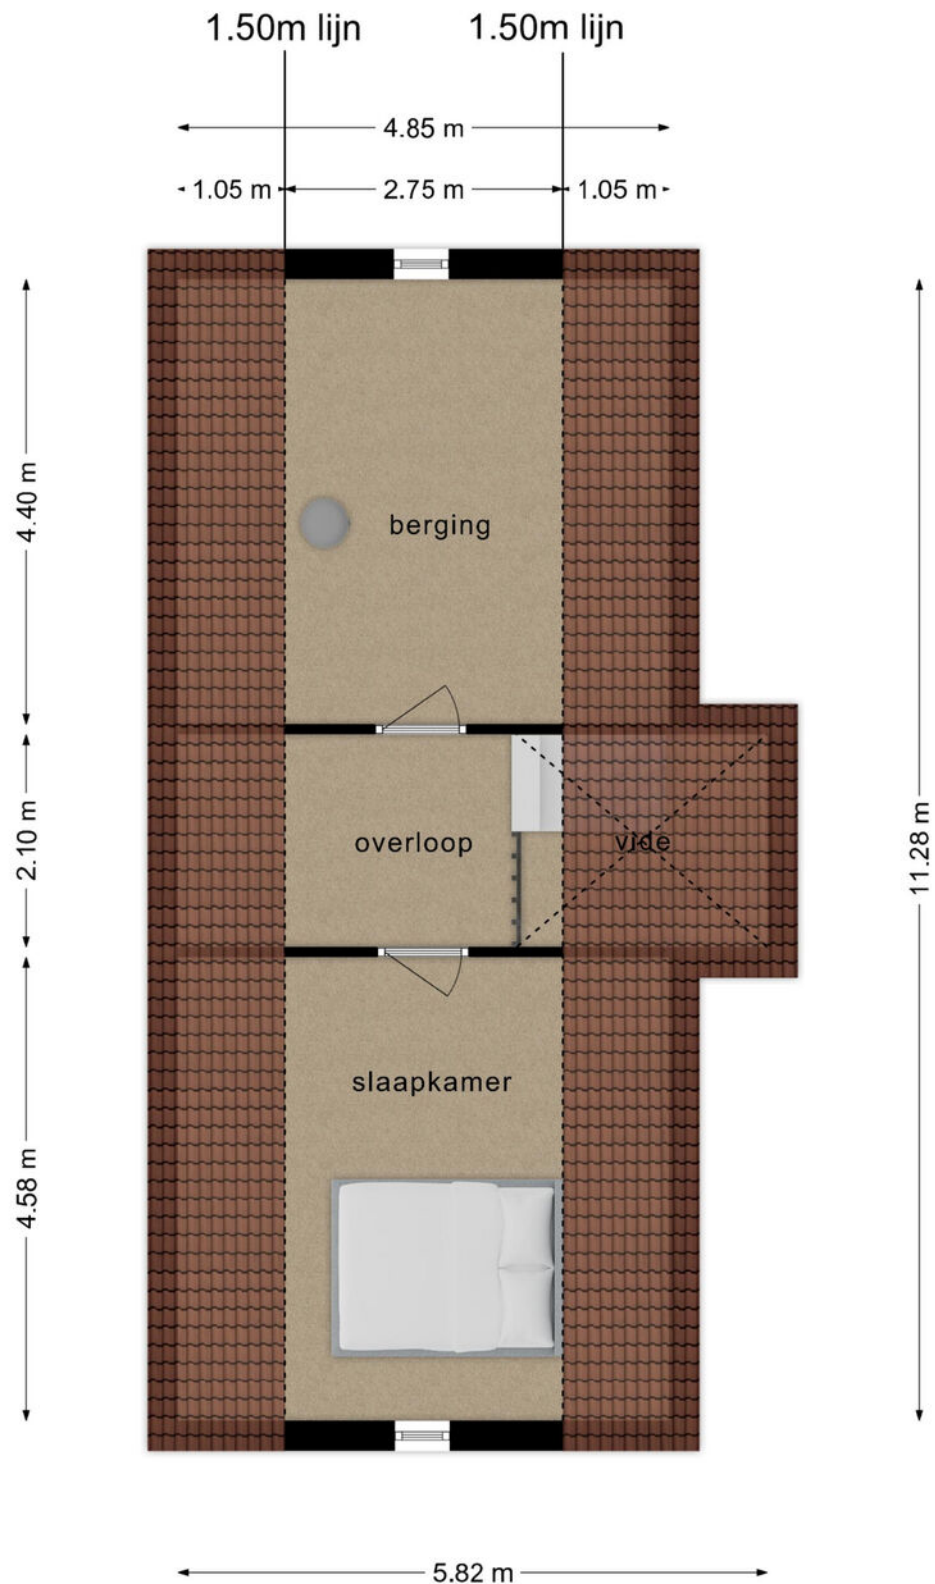 1.50m lijn 1.50m lijn
4.85 m
1.05 m 2.75 m 1.05 m
4.40 m
berging
2.10 m
overloop
vide
11.28 m
slaapkamer
4.58 m
5.82 m